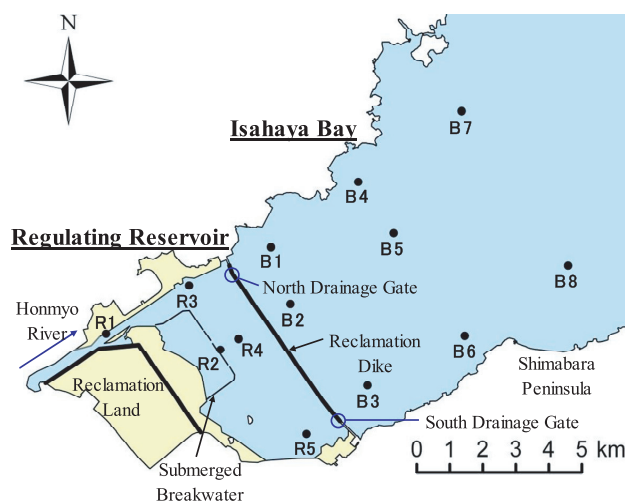 N
B7
Isahaya Bay
B4
B5
Regulating Reservoir
B1
B8
North Drainage Gate
R3
Honmyo
River
B2
R1
R4
Reclamation
Dike
B6
R2
Shimabara
Peninsula
Reclamation
Land
B3
South Drainage Gate
R5
Submerged
Breakwater
0 1 2 3 4 5 km